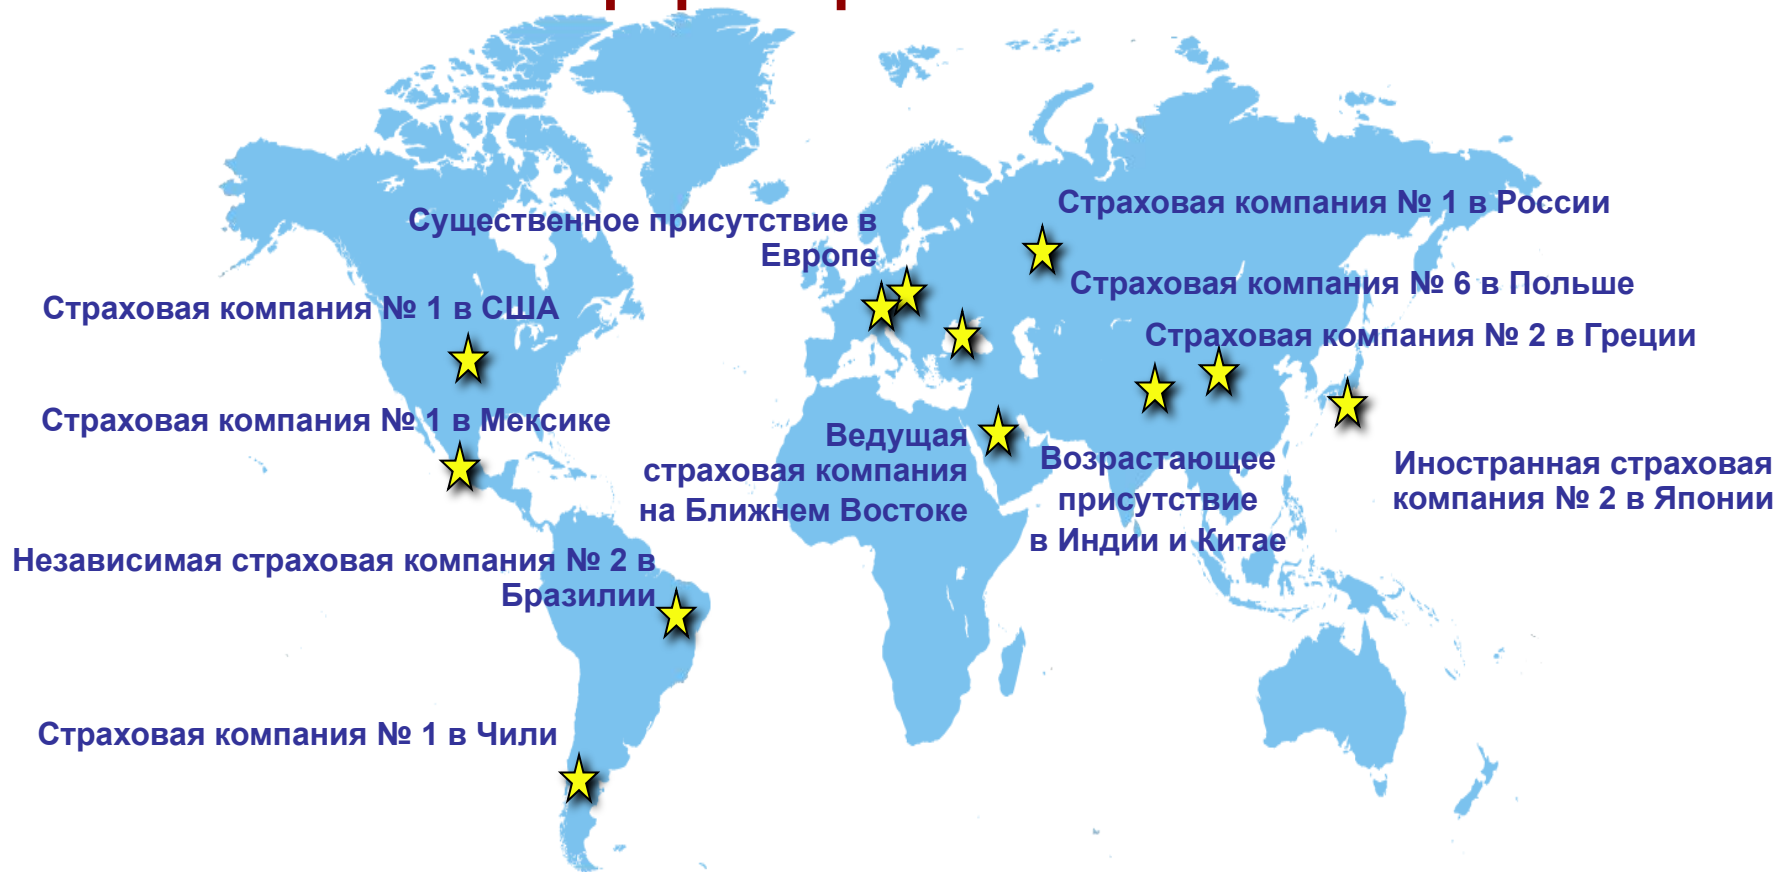 Существенное присутствие в
Европе
Страховая компания № 1 в России
Страховая компания № 6 в Польше
Страховая компания № 1 в США
Страховая компания № 2 в Греции
Страховая компания № 1 в Мексике
Ведущая
страховая компания
на Ближнем Востоке
Возрастающее
присутствие
в Индии и Китае
Иностранная страховая
компания № 2 в Японии
Независимая страховая компания № 2 в
Бразилии
Страховая компания № 1 в Чили